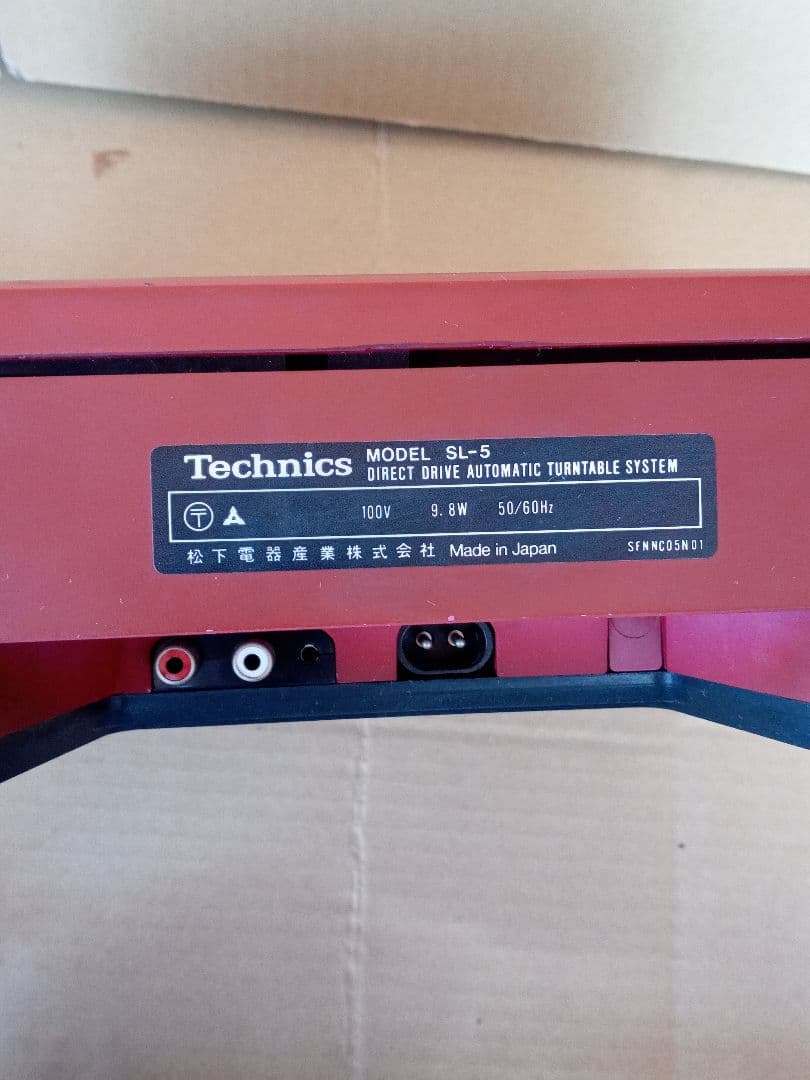 Technics MODEL SL-5
DIRECT DRIVE AUTOMATIC TURNTABLE SYSTEM
〒 100V 9.8W 50/60Hz
松下電器産業株式会社 Made in Japan SFNNC05N01